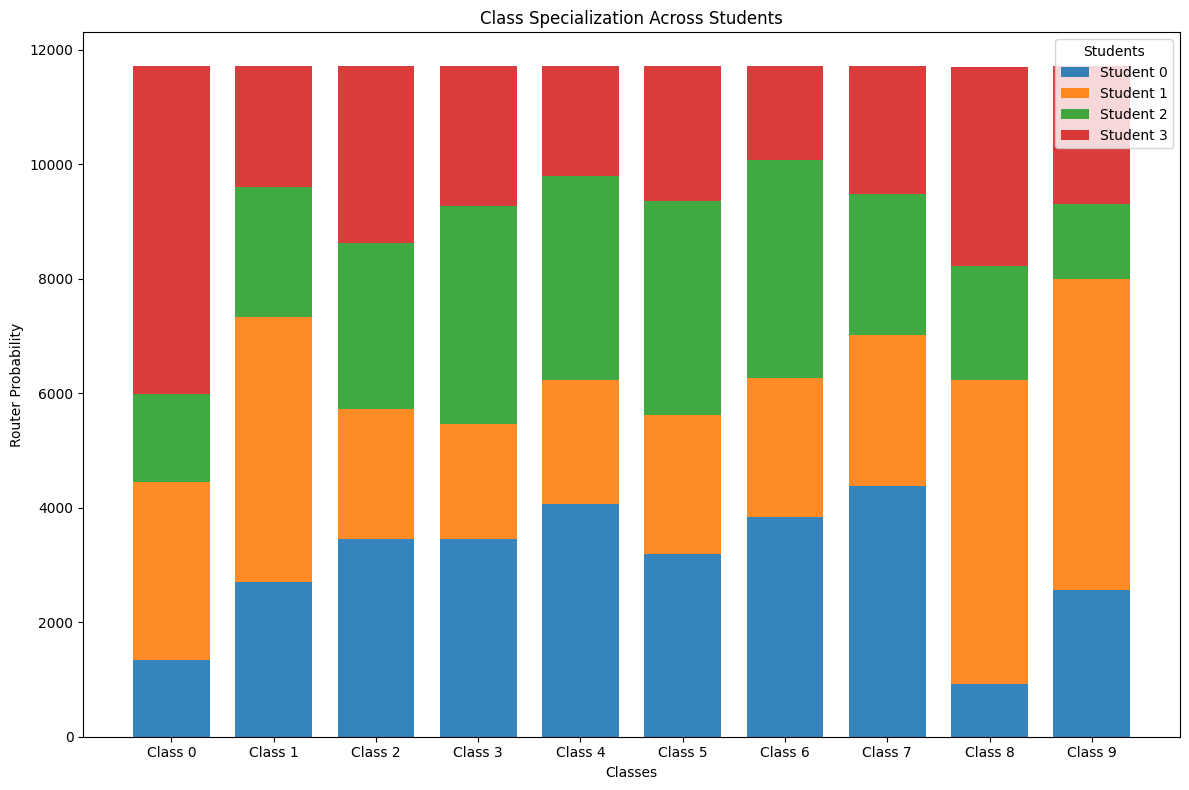 Class Specialization Across Students
Students
Student 0
Student 1
Student 2
Student 3
Router Probability
12000
10000
8000
6000
4000
2000
0
Class 0 Class 1 Class 2 Class 3 Class 4 Class 5 Class 6 Class 7 Class 8 Class 9
Classes